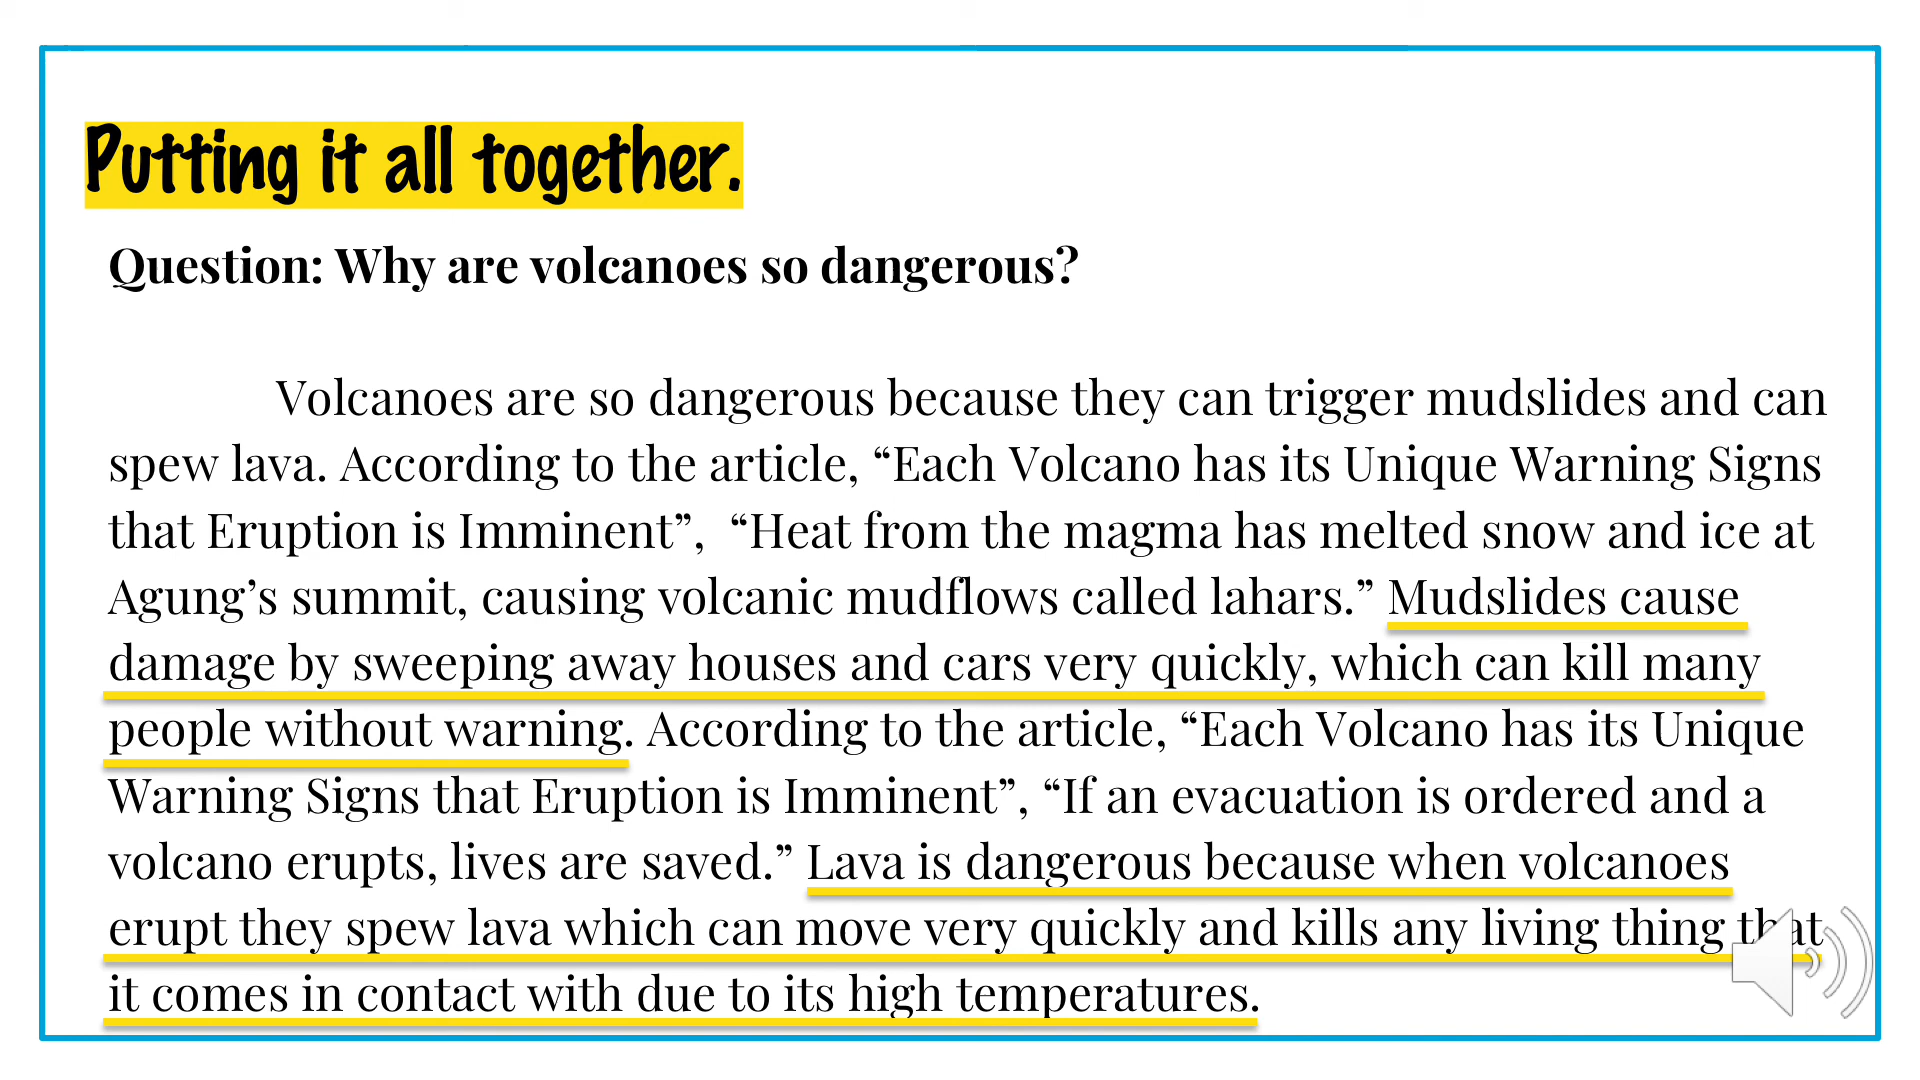 Putting it all together.
Question: Why are volcanoes so dangerous?
Volcanoes are so dangerous because they can trigger mudslides and can
spew lava. According to the article, “Each Volcano has its Unique Warning Signs
that Eruption is Imminent”,  “Heat from the magma has melted snow and ice at
Agung’s summit, causing volcanic mudflows called lahars.” Mudslides cause
damage by sweeping away houses and cars very quickly, which can kill many
people without warning. According to the article, “Each Volcano has its Unique
Warning Signs that Eruption is Imminent”, “If an evacuation is ordered and a
volcano erupts, lives are saved.” Lava is dangerous because when volcanoes
erupt they spew lava which can move very quickly and kills any living thing that
it comes in contact with due to its high temperatures.